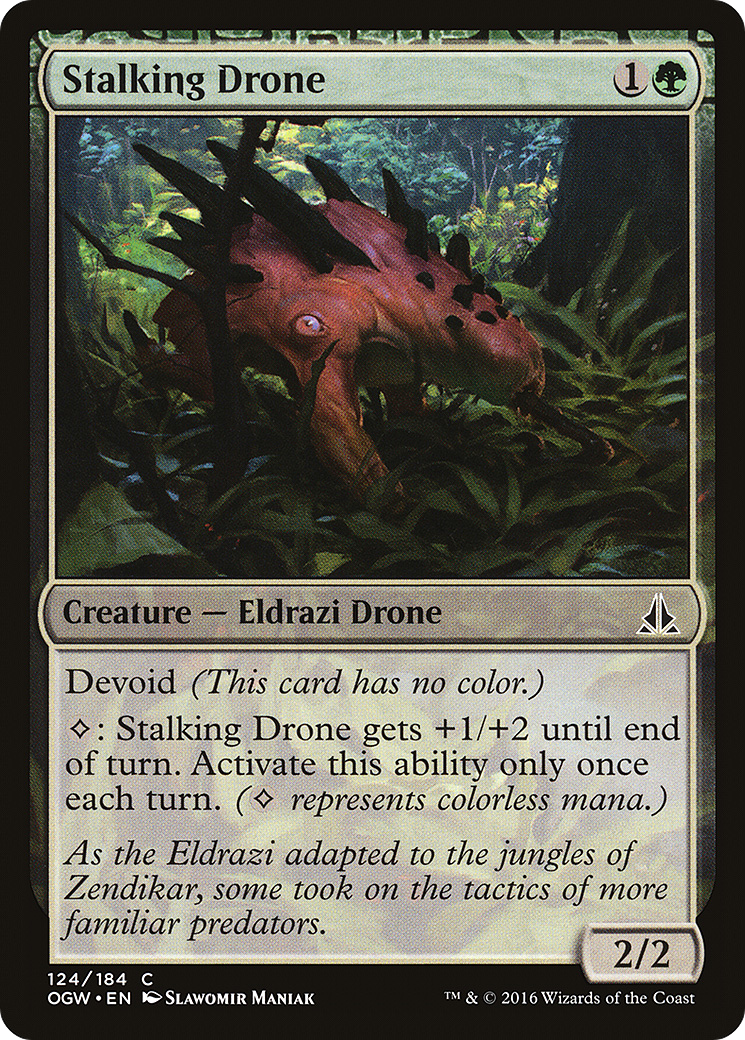 Stalking Drone 1
Creature — Eldrazi Drone
Devoid (This card has no color.)
◇: Stalking Drone gets +1/+2 until end
of turn. Activate this ability only once
each turn. (◇ represents colorless mana.)
As the Eldrazi adapted to the jungles of
Zendikar, some took on the tactics of more
familiar predators.
2/2
124/184 C
OGW • EN Slawomir Maniak
™ & © 2016 Wizards of the Coast